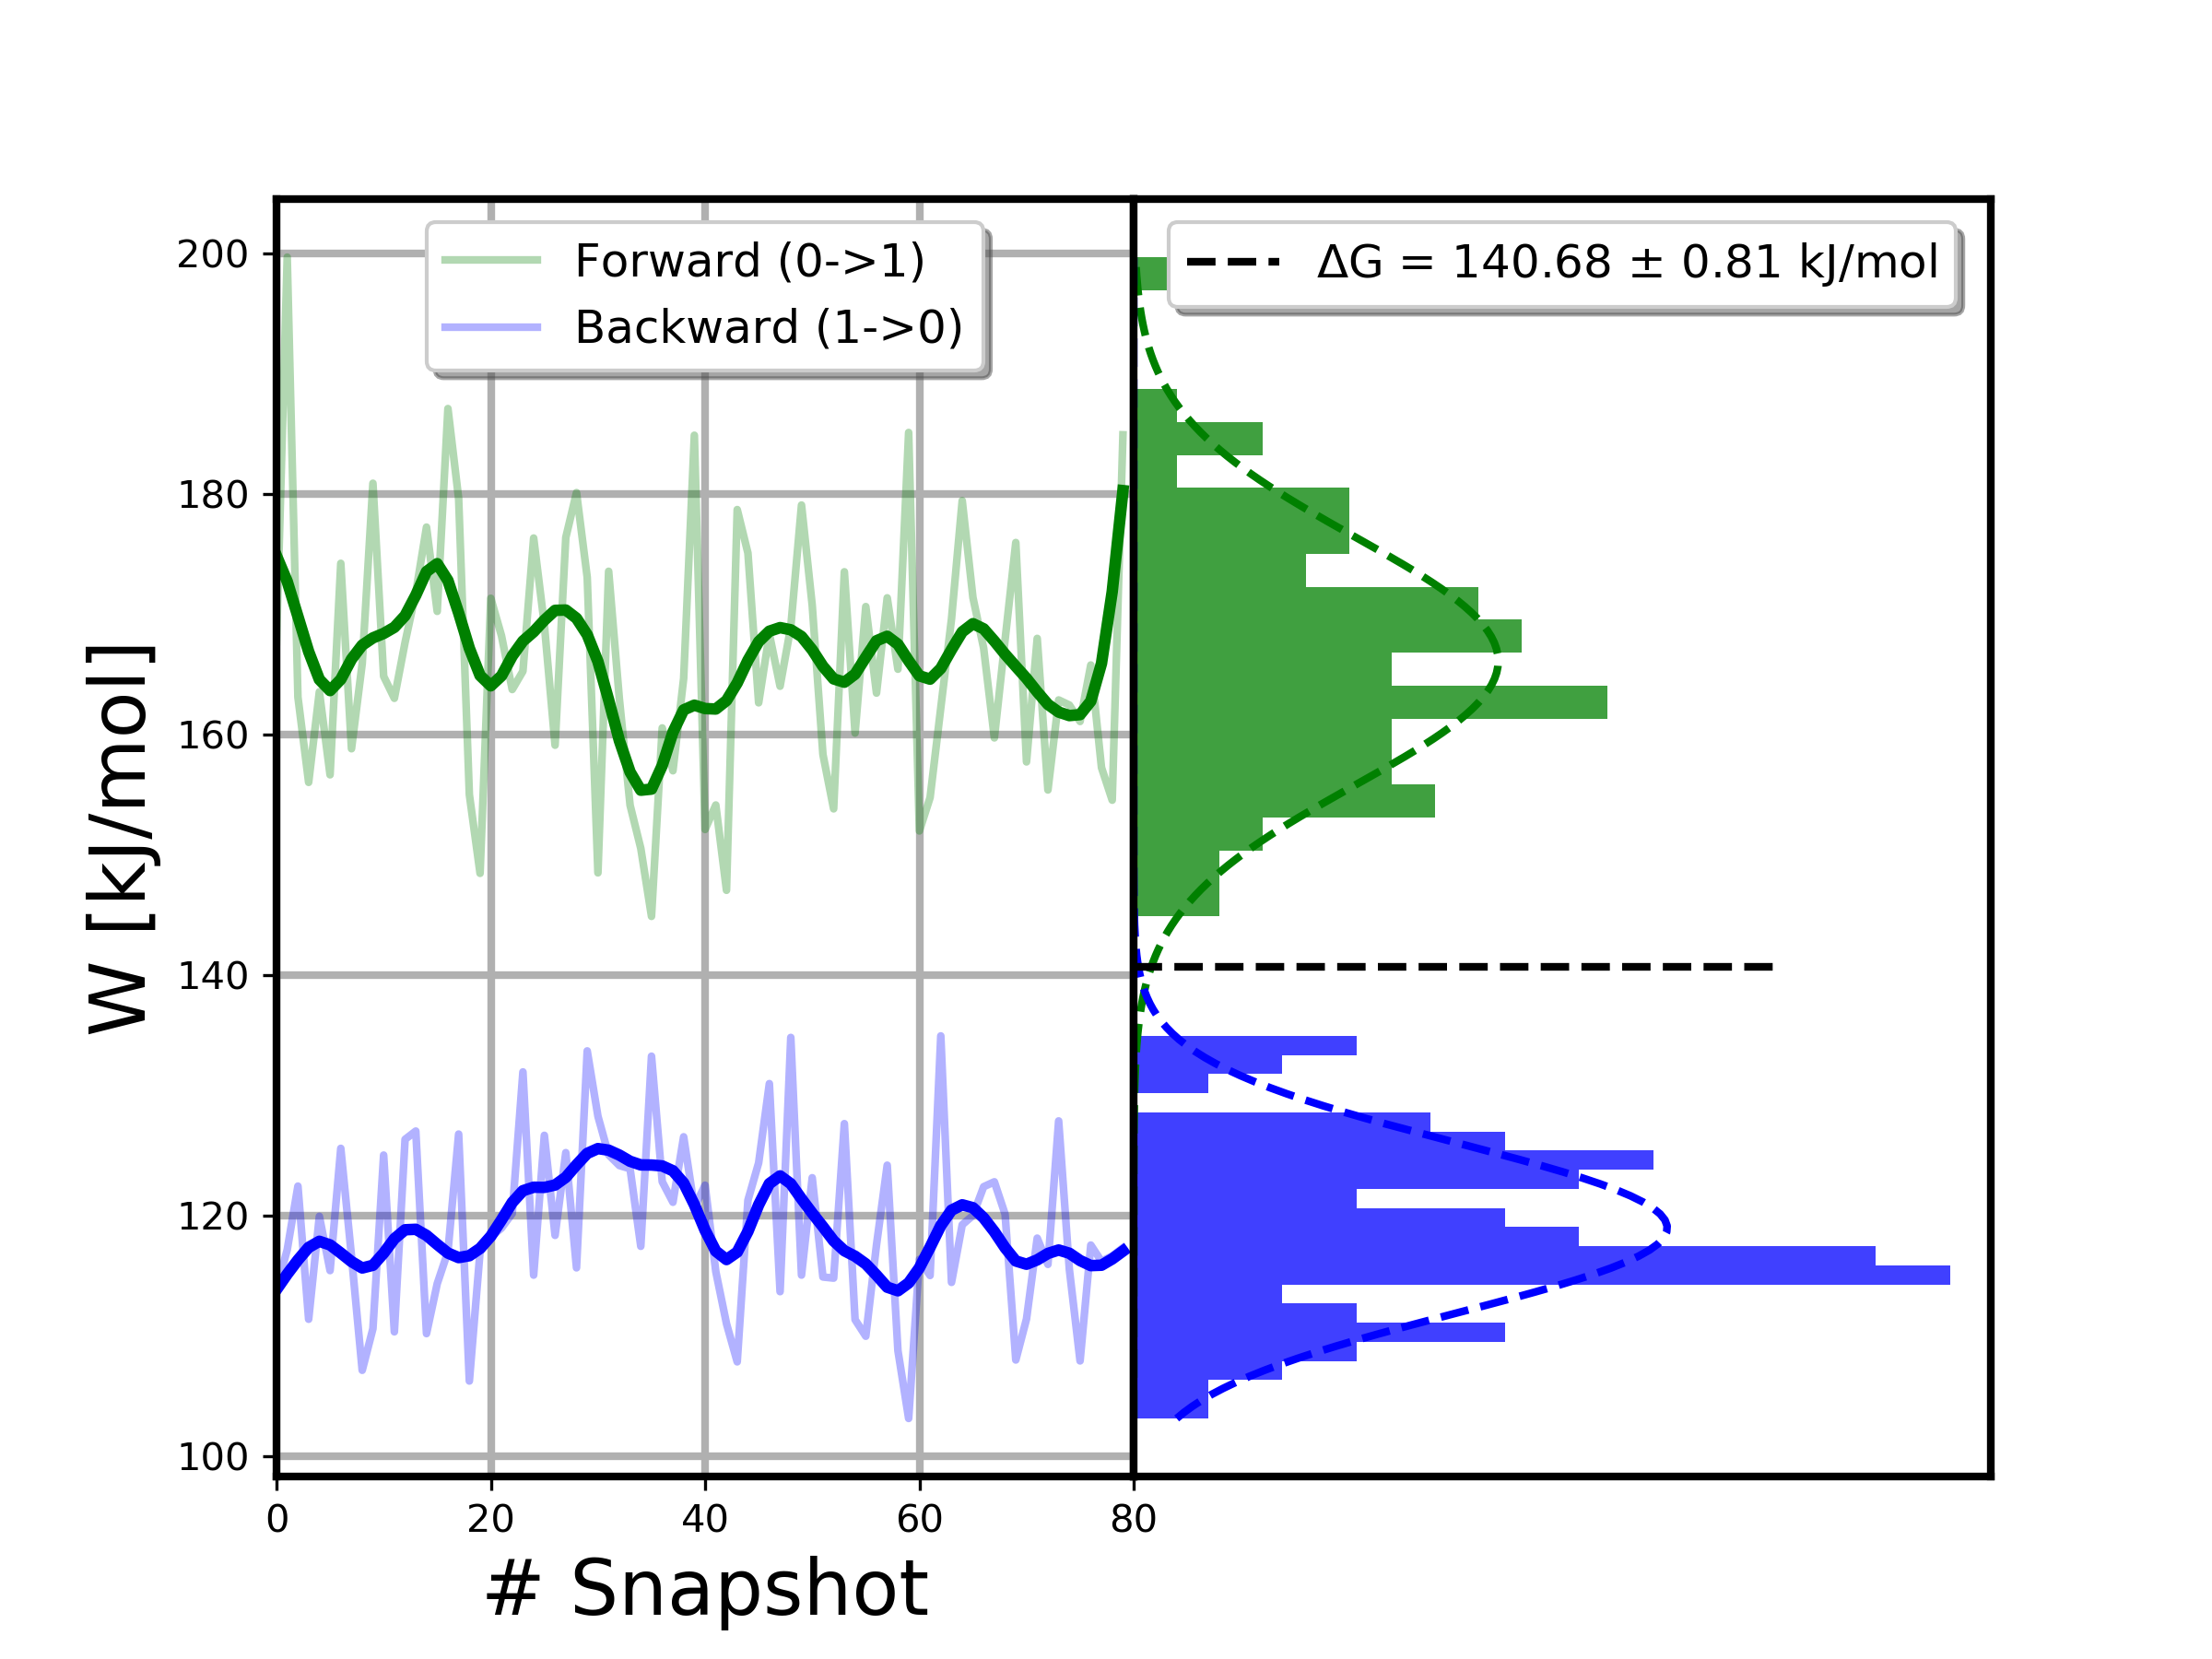 Forward (0->1)
Backward (1->0)
ΔG = 140.68 ± 0.81 kJ/mol
W [kJ/mol]
200
180
160
140
120
100
0 20 40 60 80
# Snapshot